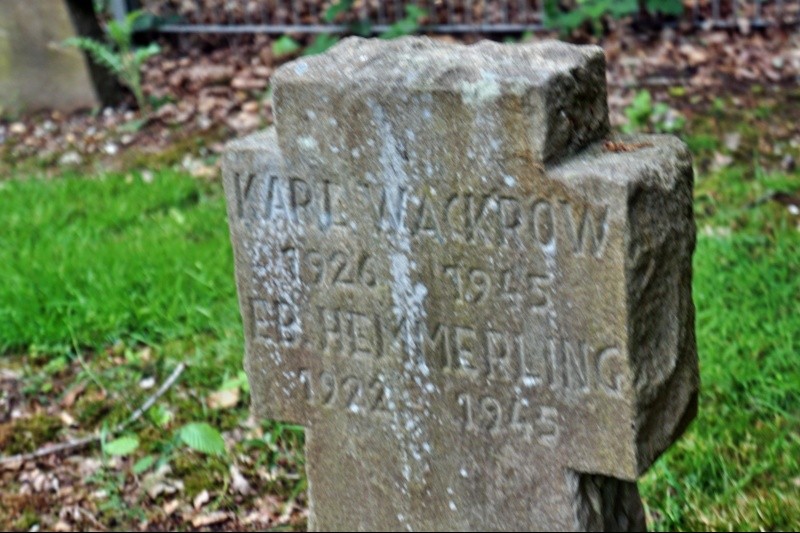 KARL WACKROW
1926 1945
EB. HEMMERLING
1922 1945